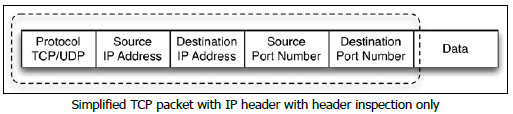 Protocol Source Destination Source Destination Data
TCP/UDP IP Address IP Address Port Number Port Number
Simplified TCP packet with IP header with header inspection only